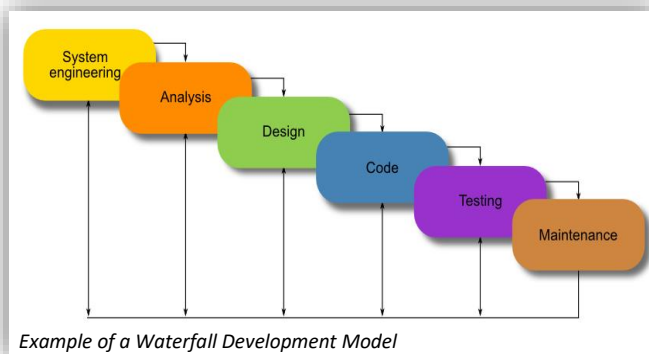 System
engineering
Analysis
Design
Code
Testing
Maintenance
Example of a Waterfall Development Model